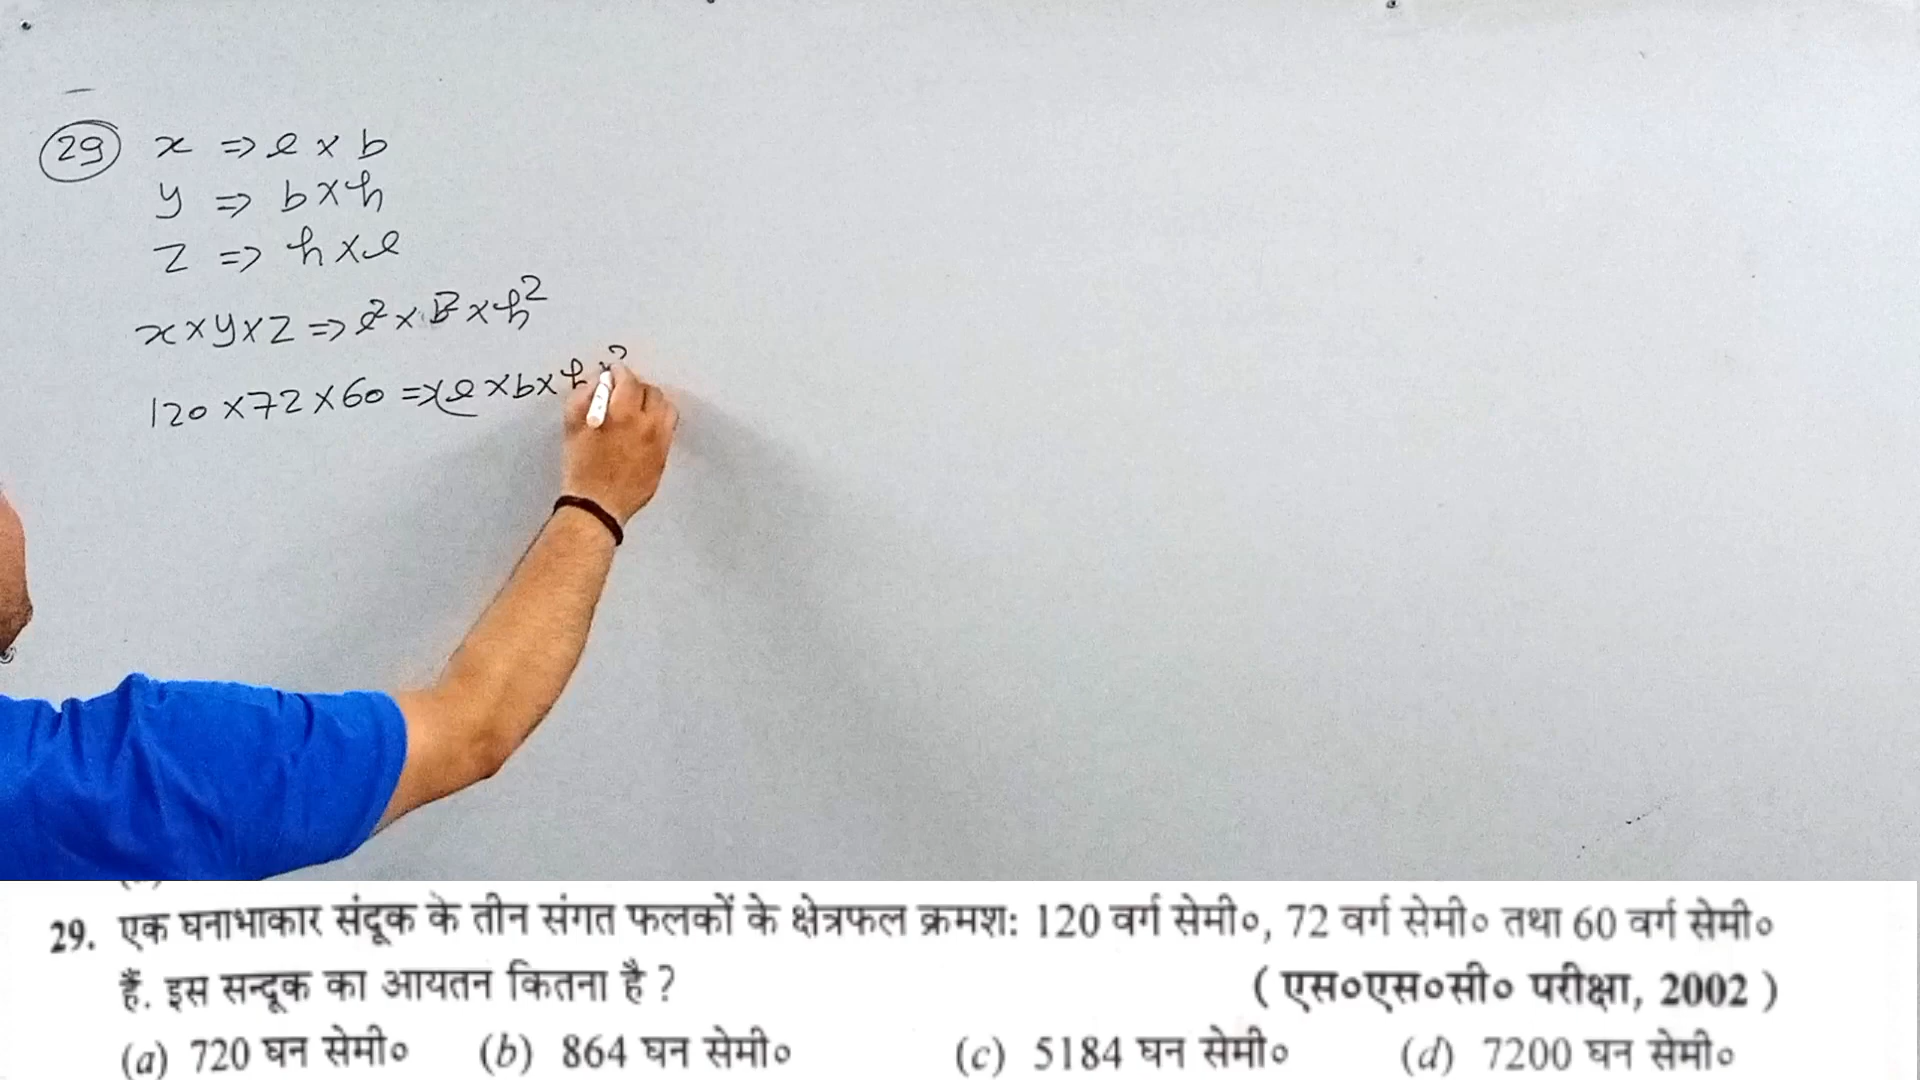 29 x ⇒ l × b
y ⇒ b × h
z ⇒ h × l
x × y × z ⇒ l² × b² × h²
120 × 72 × 60 ⇒ (l × b × h
29. एक घनाभाकार संदूक के तीन संगत फलकों के क्षेत्रफल क्रमश: 120 वर्ग सेमी०, 72 वर्ग सेमी० तथा 60 वर्ग सेमी०
हैं. इस सन्दूक का आयतन कितना है ? ( एस०एस०सी० परीक्षा, 2002 )
(a) 720 घन सेमी० (b) 864 घन सेमी० (c) 5184 घन सेमी० (d) 7200 घन सेमी०